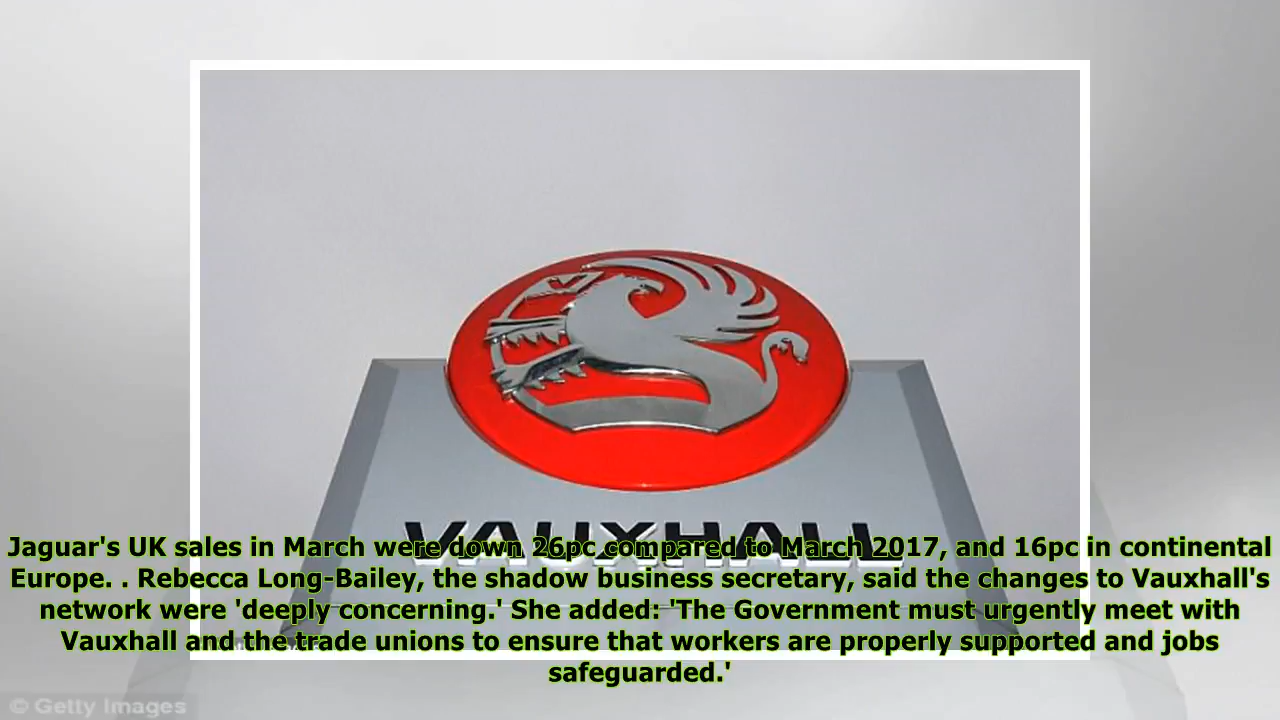 VAUXHALL
Jaguar's UK sales in March were down 26pc compared to March 2017, and 16pc in continental
Europe. . Rebecca Long-Bailey, the shadow business secretary, said the changes to Vauxhall's
network were 'deeply concerning.' She added: 'The Government must urgently meet with
Vauxhall and the trade unions to ensure that workers are properly supported and jobs
safeguarded.'
© Getty Images